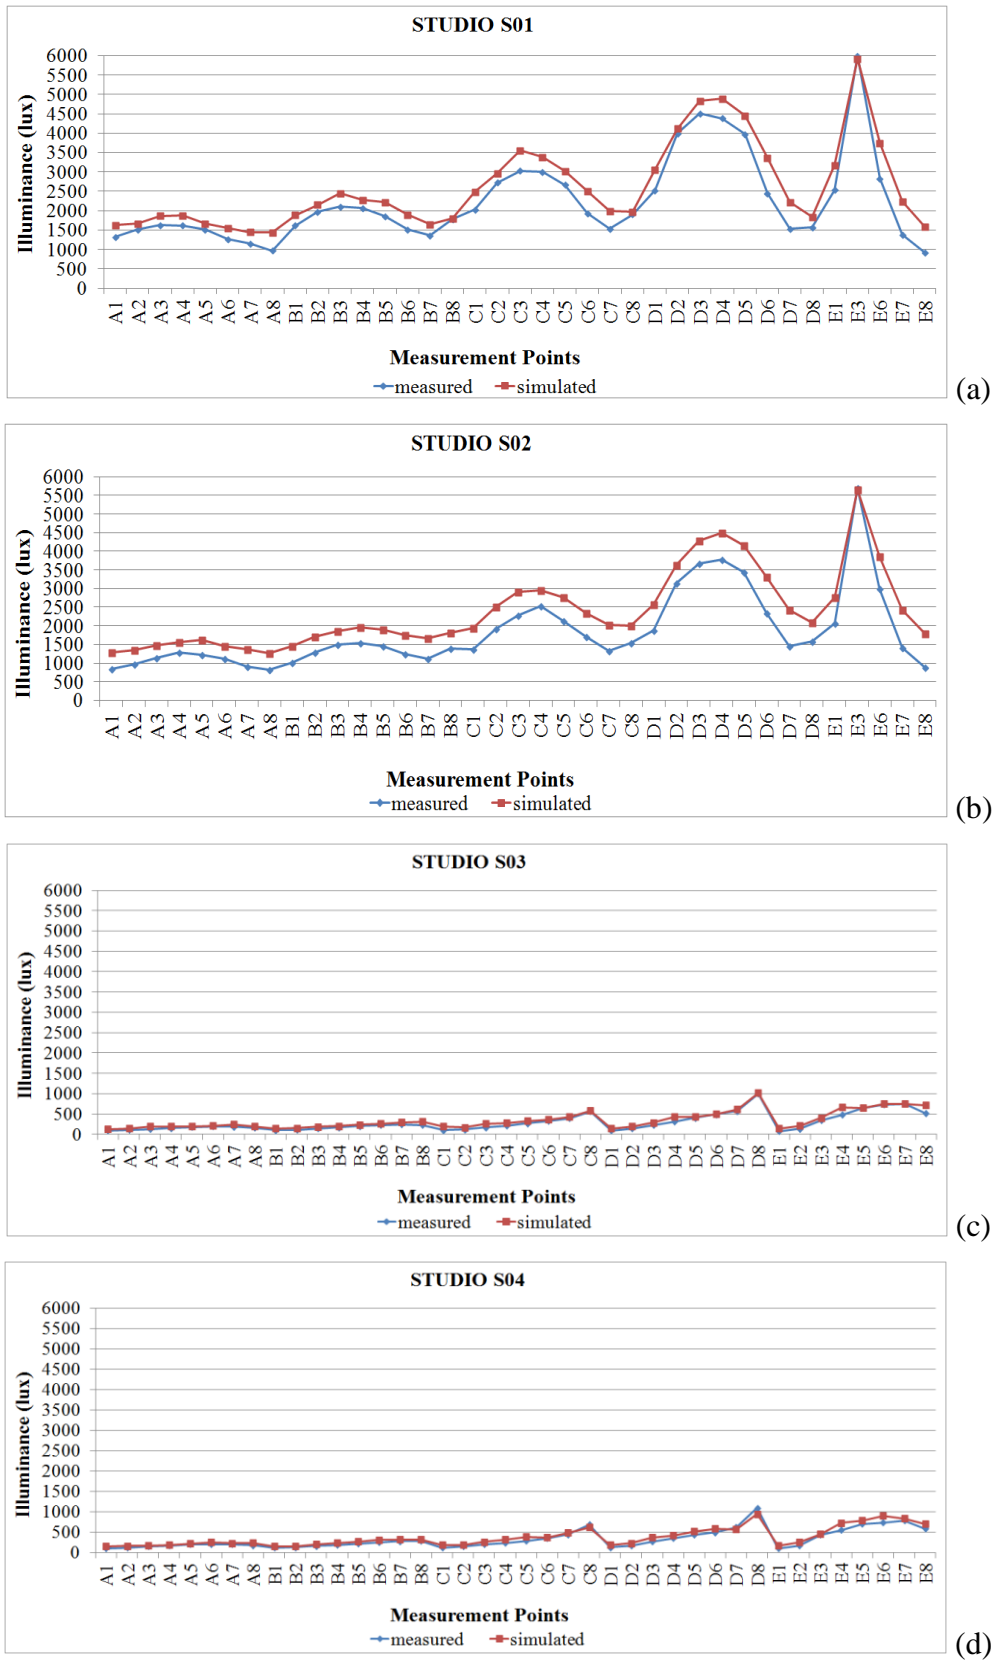 STUDIO S01
Illuminance (lux)
6000
5500
5000
4500
4000
3500
3000
2500
2000
1500
1000
500
0
A1 A2 A3 A4 A5 A6 A7 A8 B1 B2 B3 B4 B5 B6 B7 B8 C1 C2 C3 C4 C5 C6 C7 C8 D1 D2 D3 D4 D5 D6 D7 D8 E1 E3 E6 E7 E8
Measurement Points
measured simulated
(a)
STUDIO S02
Illuminance (lux)
6000
5500
5000
4500
4000
3500
3000
2500
2000
1500
1000
500
0
A1 A2 A3 A4 A5 A6 A7 A8 B1 B2 B3 B4 B5 B6 B7 B8 C1 C2 C3 C4 C5 C6 C7 C8 D1 D2 D3 D4 D5 D6 D7 D8 E1 E3 E6 E7 E8
Measurement Points
measured simulated
(b)
STUDIO S03
Illuminance (lux)
6000
5500
5000
4500
4000
3500
3000
2500
2000
1500
1000
500
0
A1 A2 A3 A4 A5 A6 A7 A8 B1 B2 B3 B4 B5 B6 B7 B8 C1 C2 C3 C4 C5 C6 C7 C8 D1 D2 D3 D4 D5 D6 D7 D8 E1 E2 E3 E4 E5 E6 E7 E8
Measurement Points
measured simulated
(c)
STUDIO S04
Illuminance (lux)
6000
5500
5000
4500
4000
3500
3000
2500
2000
1500
1000
500
0
A1 A2 A3 A4 A5 A6 A7 A8 B1 B2 B3 B4 B5 B6 B7 B8 C1 C2 C3 C4 C5 C6 C7 C8 D1 D2 D3 D4 D5 D6 D7 D8 E1 E2 E3 E4 E5 E6 E7 E8
Measurement Points
measured simulated
(d)